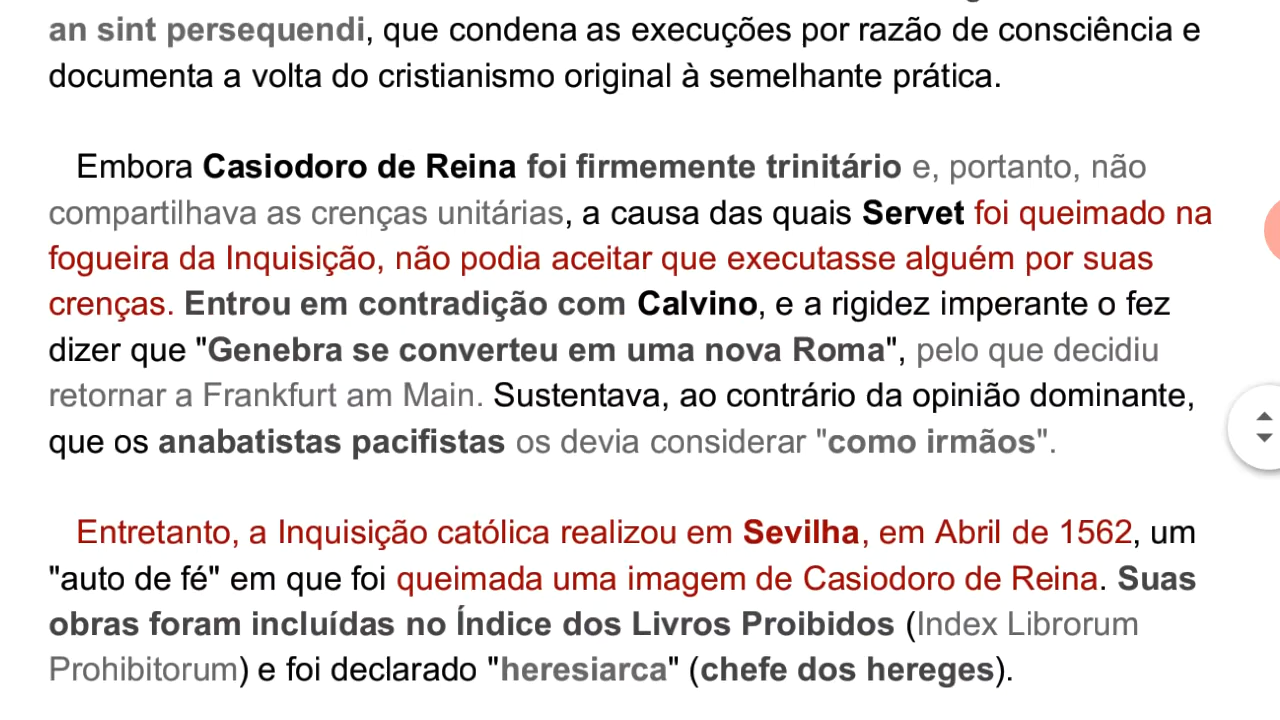 an sint persequendi, que condena as execuções por razão de consciência e
documenta a volta do cristianismo original à semelhante prática.
Embora Casiodoro de Reina foi firmemente trinitário e, portanto, não
compartilhava as crenças unitárias, a causa das quais Servet foi queimado na
fogueira da Inquisição, não podia aceitar que executasse alguém por suas
crenças. Entrou em contradição com Calvino, e a rigidez imperante o fez
dizer que "Genebra se converteu em uma nova Roma", pelo que decidiu
retornar a Frankfurt am Main. Sustentava, ao contrário da opinião dominante,
que os anabatistas pacifistas os devia considerar "como irmãos".
Entretanto, a Inquisição católica realizou em Sevilha, em Abril de 1562, um
"auto de fé" em que foi queimada uma imagem de Casiodoro de Reina. Suas
obras foram incluídas no Índice dos Livros Proibidos (Index Librorum
Prohibitorum) e foi declarado "heresiarca" (chefe dos hereges).